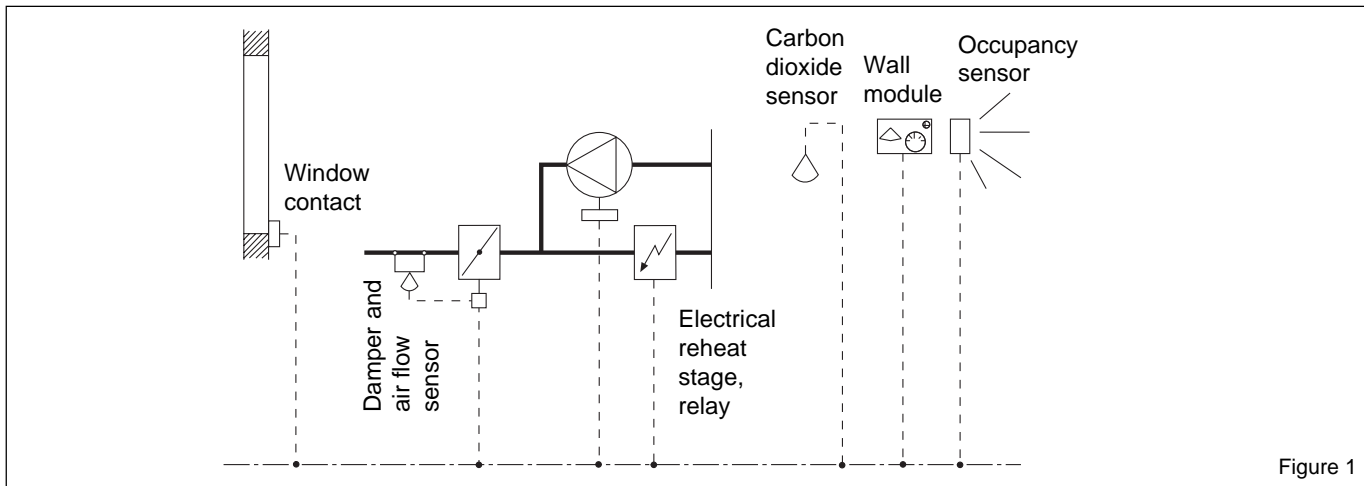 Window
contact
Damper and
air flow
sensor
Electrical
reheat
stage,
relay
Carbon
dioxide
sensor
Wall
module
Occupancy
sensor
Figure 1